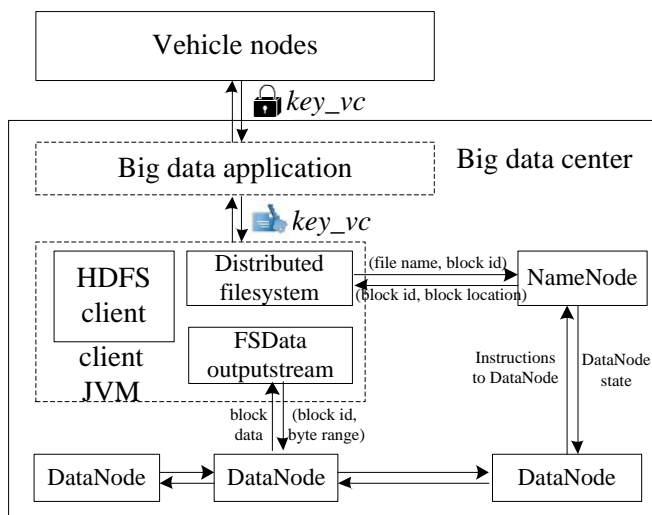 Vehicle nodes
key_vc
Big data application
Big data center
key_vc
HDFS
client
client
JVM
Distributed
filesystem
(file name, block id)
(block id, block location)
NameNode
FSData
outputstream
Instructions
to DataNode
DataNode
state
block
data
(block id,
byte range)
DataNode
DataNode
DataNode